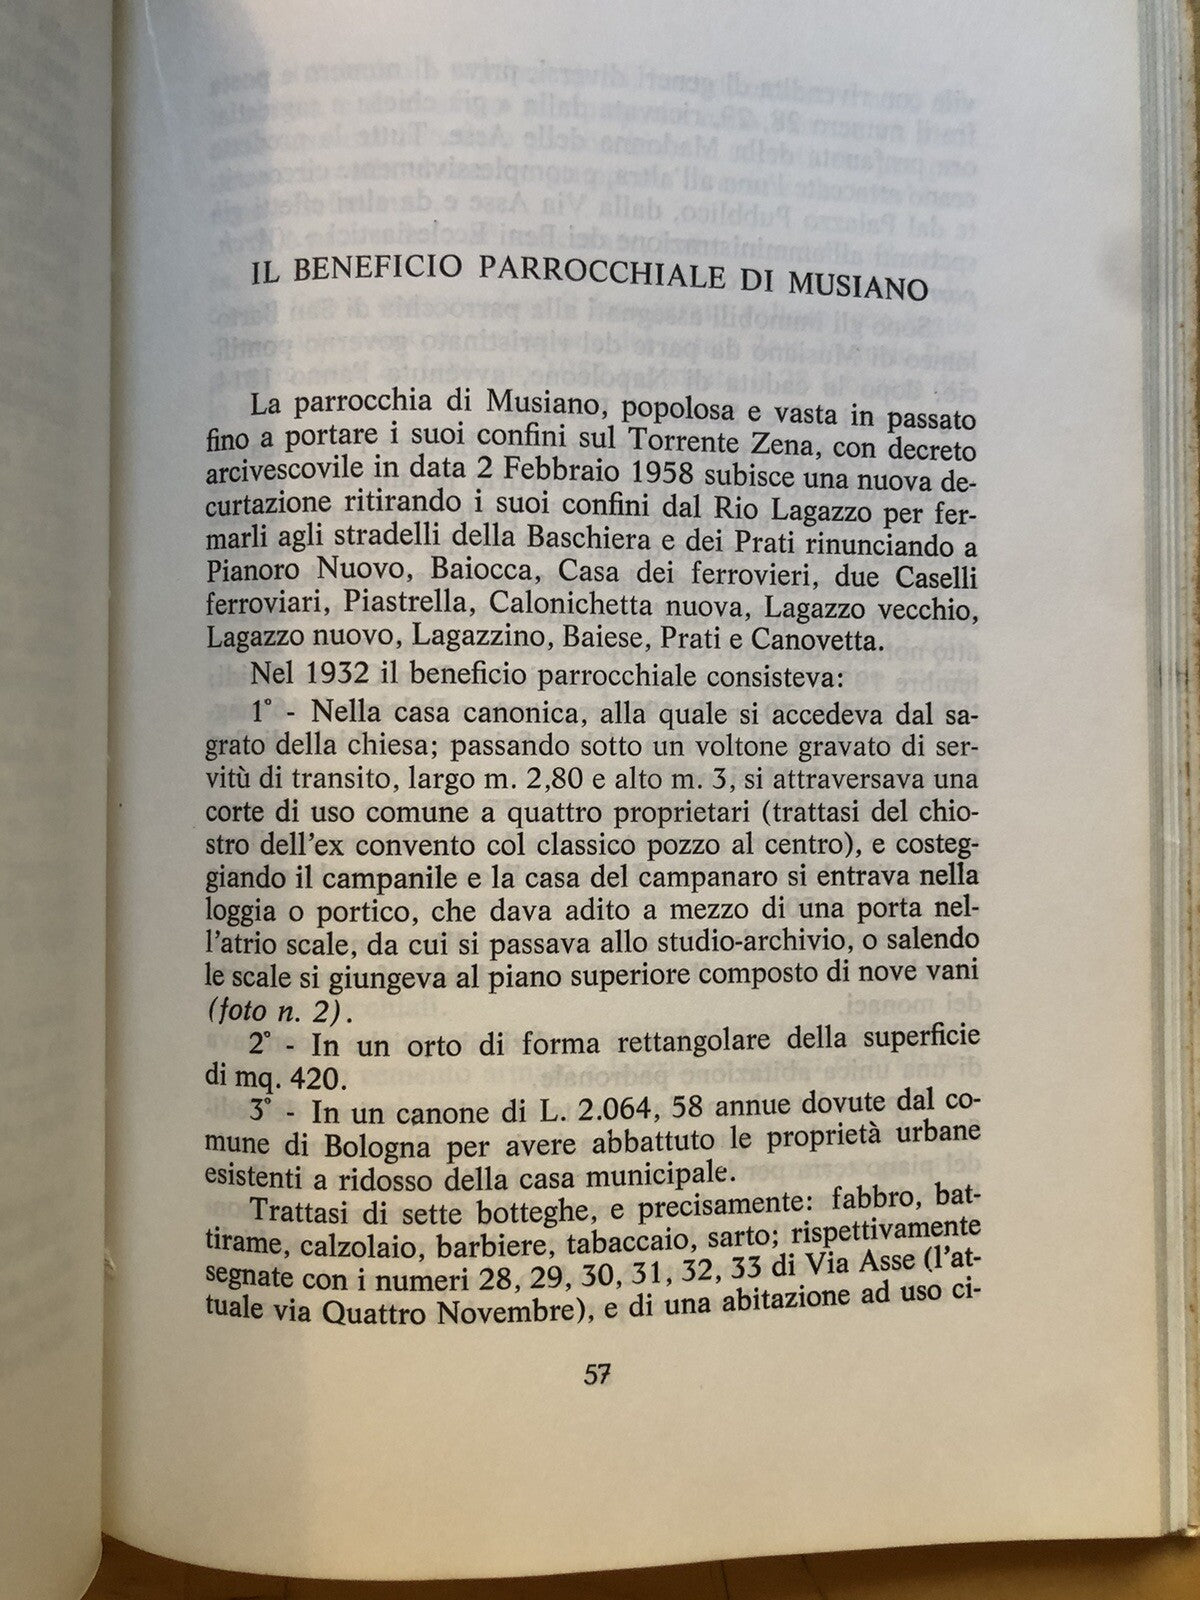 IL BENEFICIO PARROCCHIALE DI MUSIANO
La parrocchia di Musiano, popolosa e vasta in passato
fino a portare i suoi confini sul Torrente Zena, con decreto
arcivescovile in data 2 Febbraio 1958 subisce una nuova de-
curtazione ritirando i suoi confini dal Rio Lagazzo per fer-
marli agli stradelli della Baschiera e dei Prati rinunciando a
Pianoro Nuovo, Baiocca, Casa dei ferrovieri, due Caselli
ferroviari, Piastrella, Calonichetta nuova, Lagazzo vecchio,
Lagazzo nuovo, Lagazzino, Baiese, Prati e Canovetta.
Nel 1932 il beneficio parrocchiale consisteva:
1° - Nella casa canonica, alla quale si accedeva dal sa-
grato della chiesa; passando sotto un voltone gravato di ser-
vitù di transito, largo m. 2,80 e alto m. 3, si attraversava una
corte di uso comune a quattro proprietari (trattasi del chio-
stro dell'ex convento col classico pozzo al centro), e costeg-
giando il campanile e la casa del campanaro si entrava nella
loggia o portico, che dava adito a mezzo di una porta nel-
l'atrio scale, da cui si passava allo studio-archivio, o salendo
le scale si giungeva al piano superiore composto di nove vani
(foto n. 2).
2° - In un orto di forma rettangolare della superficie
di mq. 420.
3° - In un canone di L. 2.064, 58 annue dovute dal co-
mune di Bologna per avere abbattuto le proprietà urbane
esistenti a ridosso della casa municipale.
Trattasi di sette botteghe, e precisamente: fabbro, bat-
tirame, calzolaio, barbiere, tabaccaio, sarto; rispettivamente
segnate con i numeri 28, 29, 30, 31, 32, 33 di Via Asse (l'at-
tuale via Quattro Novembre), e di una abitazione ad uso ci-
57